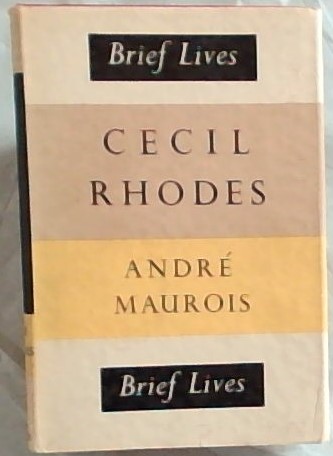 Brief Lives
CECIL
RHODES
ANDRÉ
MAUROIS
Brief Lives